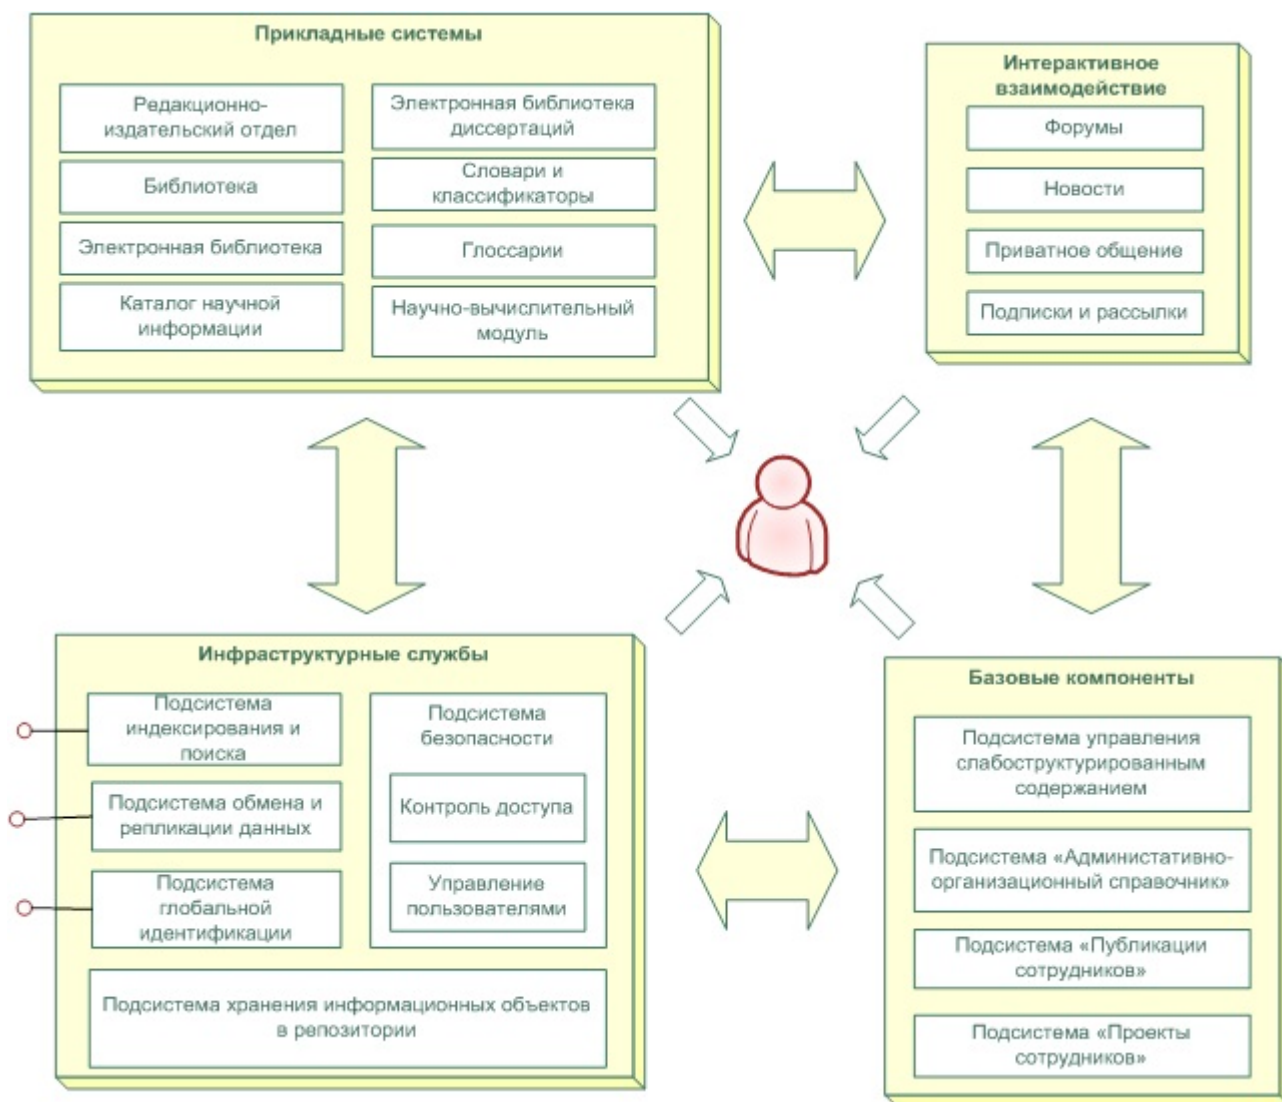 Прикладные системы
Редакционно-
издательский отдел
Библиотека
Электронная библиотека
Каталог научной
информации
Электронная библиотека
диссертаций
Словари и
классификаторы
Глоссарии
Научно-вычислительный
модуль
Интерактивное
взаимодействие
Форумы
Новости
Приватное общение
Подписки и рассылки
Инфраструктурные службы
Подсистема
индексирования и
поиска
Подсистема обмена и
репликации данных
Подсистема
глобальной
идентификации
Подсистема
безопасности
Контроль доступа
Управление
пользователями
Подсистема хранения информационных объектов
в репозитории
Базовые компоненты
Подсистема управления
слабоструктурированным
содержанием
Подсистема «Администативно-
организационный справочник»
Подсистема «Публикации
сотрудников»
Подсистема «Проекты
сотрудников»